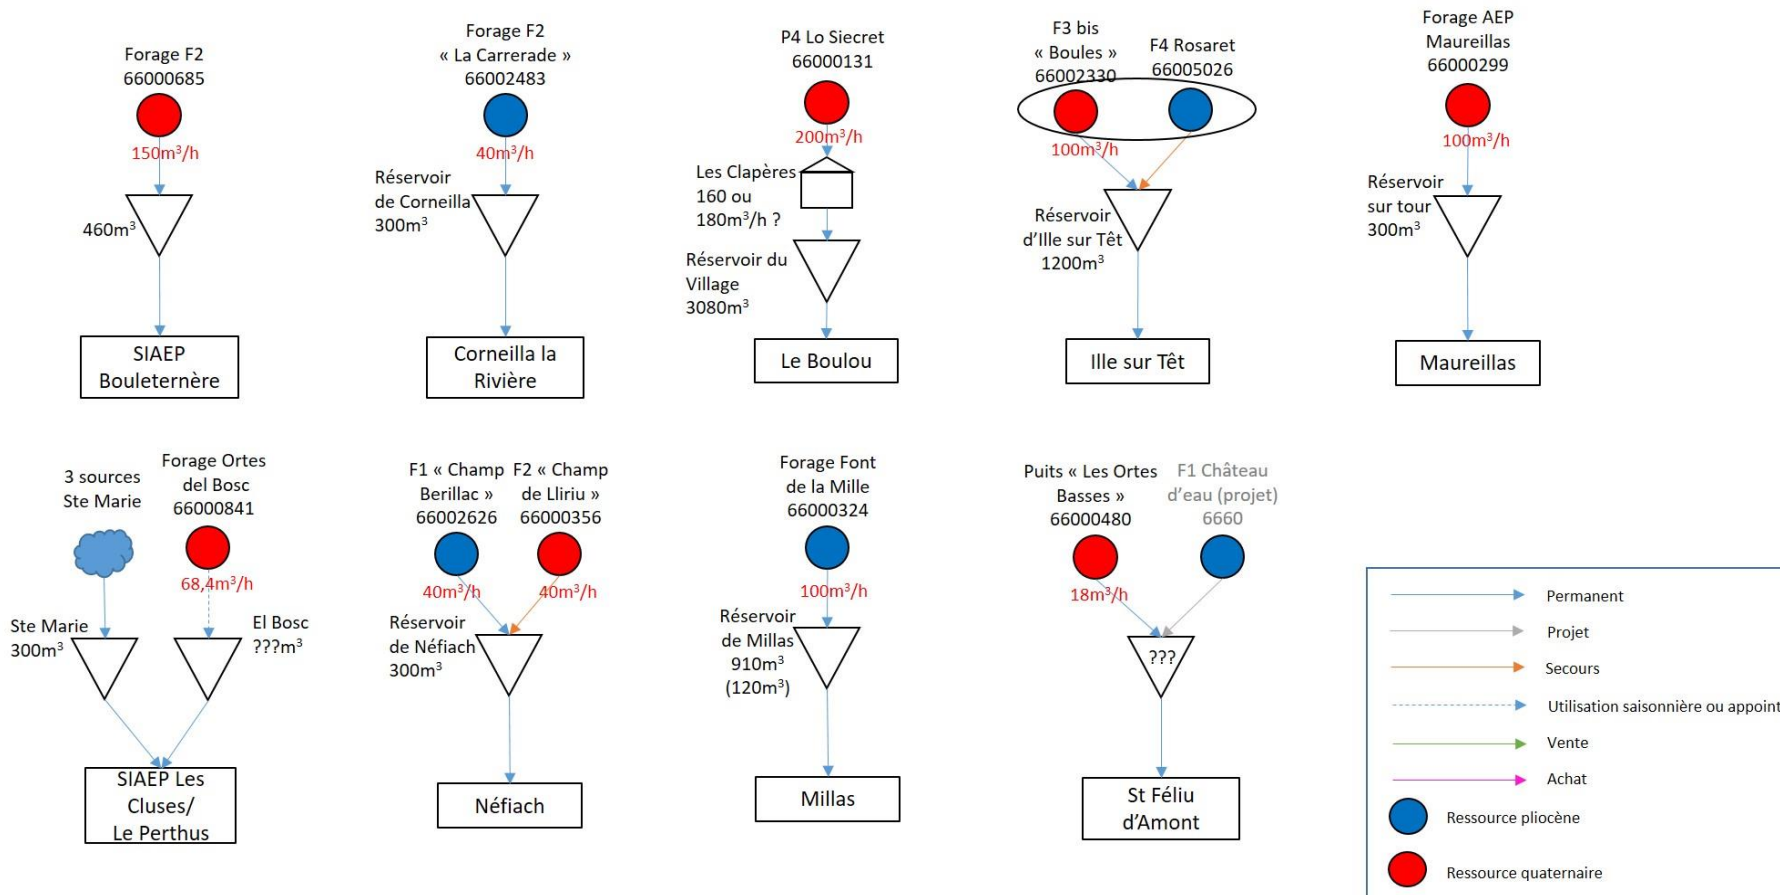 Forage F2
66000685
150m³/h
460m³
SIAEP
Bouleternère
Forage F2
« La Carrerade »
66002483
40m³/h
Réservoir
de Corneilla
300m³
Corneilla la
Rivière
P4 Lo Siecret
66000131
200m³/h
Les Clapères
160 ou
180m³/h ?
Réservoir du
Village
3080m³
Le Boulou
F3 bis
« Boules »
66002330
F4 Rosaret
66005026
100m³/h
Réservoir
d’Ille sur Têt
1200m³
Ille sur Têt
Forage AEP
Maureillas
66000299
100m³/h
Réservoir
sur tour
300m³
Maureillas
3 sources
Ste Marie
Forage Ortes
del Bosc
66000841
68,4m³/h
Ste Marie
300m³
El Bosc
???m³
SIAEP Les
Cluses/
Le Perthus
F1 « Champ
Berillac »
66002626
F2 « Champ
de Lliriu »
66000356
40m³/h
40m³/h
Réservoir
de Néfiach
300m³
Néfiach
Forage Font
de la Mille
66000324
100m³/h
Réservoir
de Millas
910m³
(120m³)
Millas
Puits « Les Ortes
Basses »
66000480
F1 Château
d’eau (projet)
6660
18m³/h
???
St Féliu
d’Amont
Permanent
Projet
Secours
Utilisation saisonnière ou appoint
Vente
Achat
Ressource pliocène
Ressource quaternaire